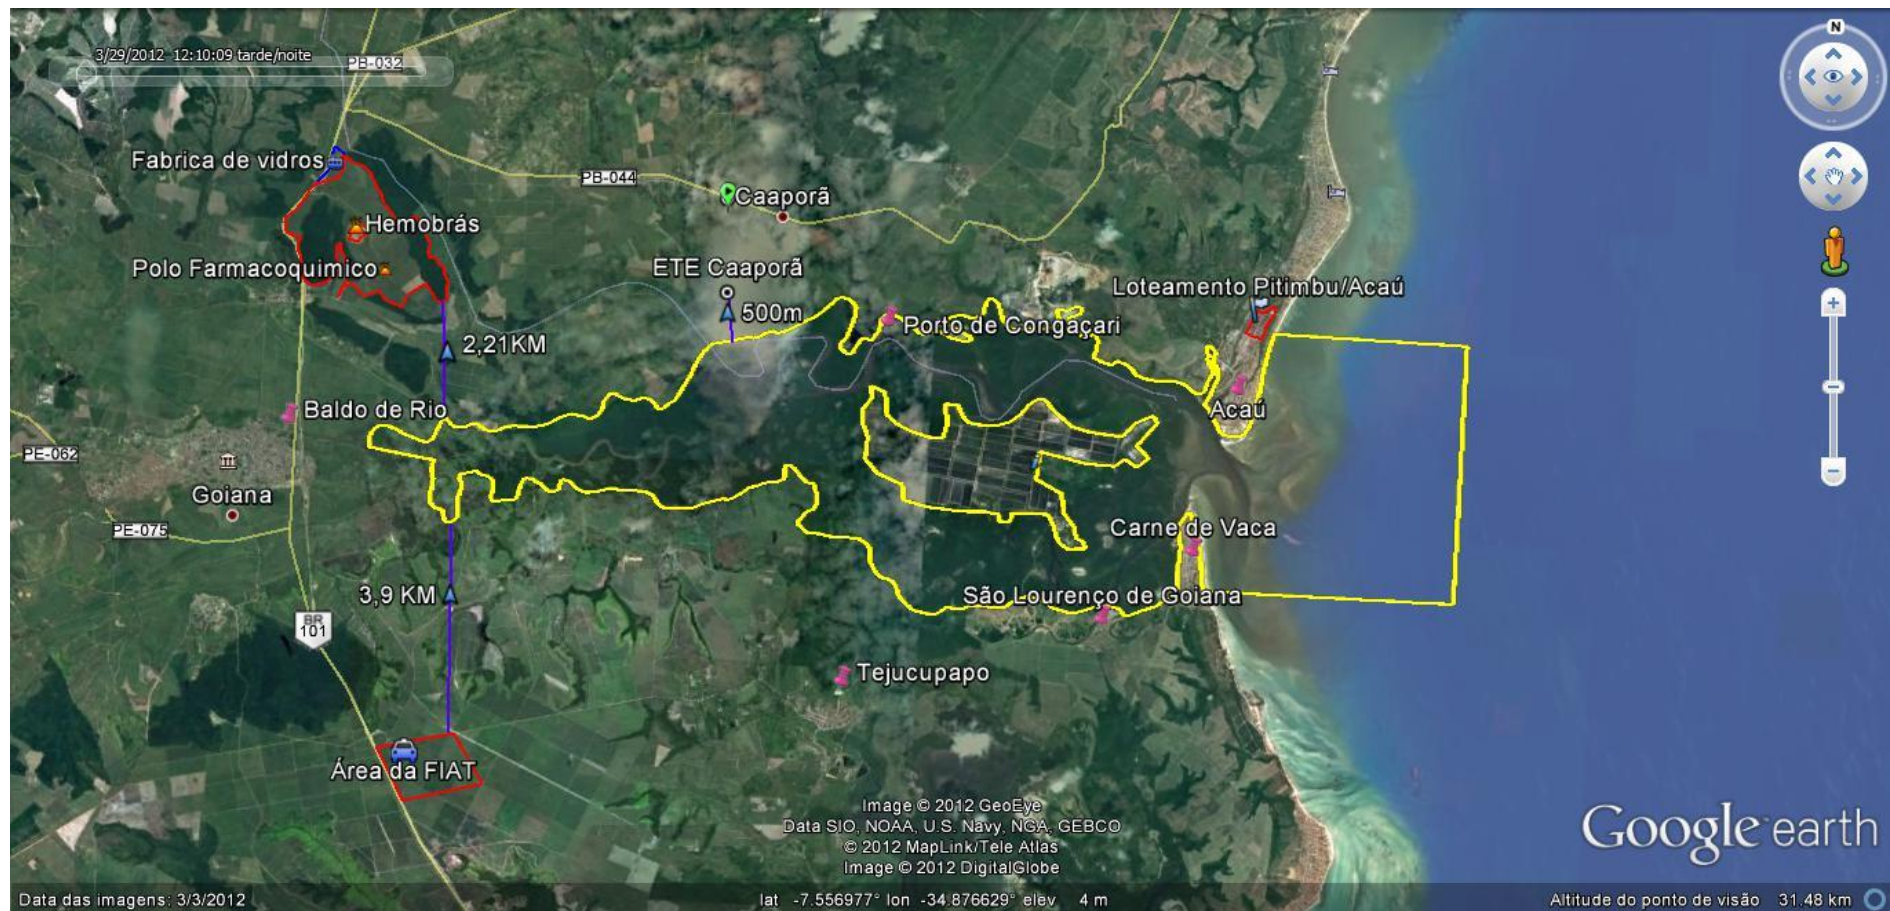 N
3/29/2012 12:10:09 tarde/noite
PB-032
Fabrica de vidros
PB-044
Caaporã
Hemobrás
Polo Farmacoquimico
ETE Caaporã
Loteamento Pitimbu/Acaú
500m
Porto de Congaçari
2,21KM
Baldo de Rio
Acaú
PE-062
Goiana
PE-075
Carne de Vaca
3,9 KM
São Lourenço de Goiana
BR
101
Tejucupapo
Área da FIAT
Image © 2012 GeoEye
Data SIO, NOAA, U.S. Navy, NGA, GEBCO
© 2012 MapLink/Tele Atlas
Image © 2012 DigitalGlobe
Google earth
Data das imagens: 3/3/2012
lat -7.556977° lon -34.876629° elev 4 m
Altitude do ponto de visão 31.48 km